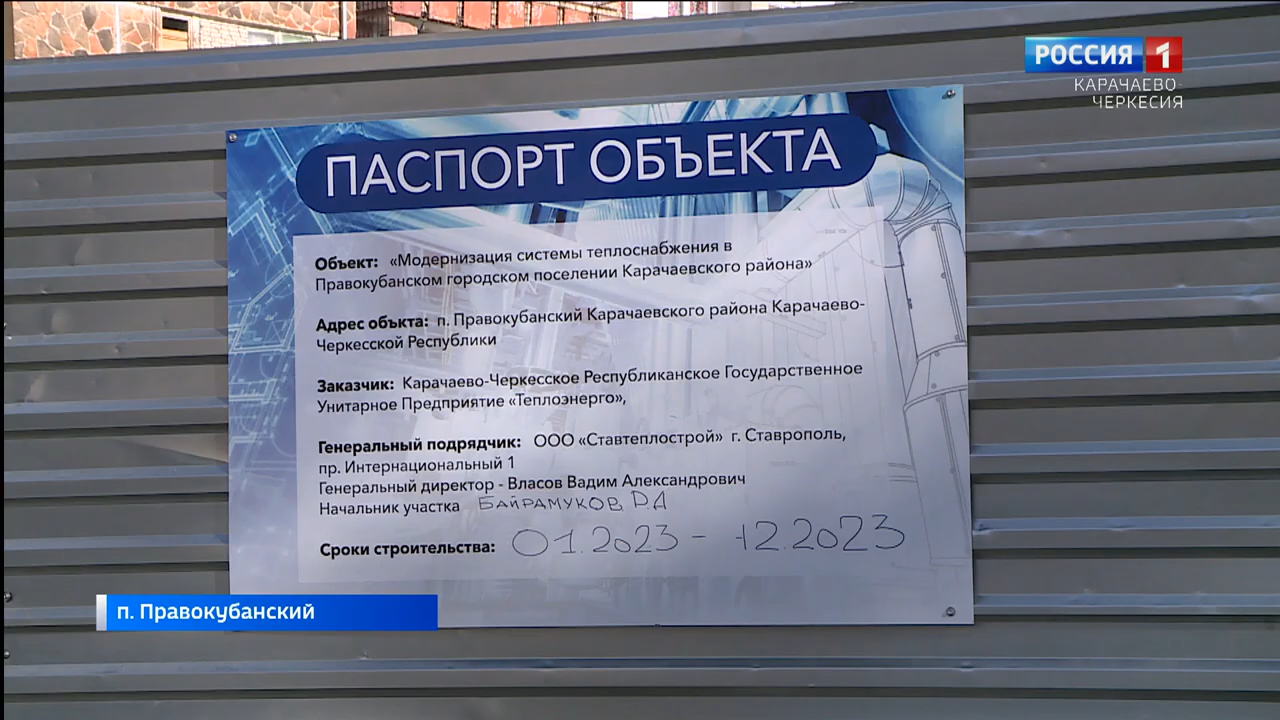 РОССИЯ 1
КАРАЧАЕВО-
ЧЕРКЕСИЯ
ПАСПОРТ ОБЪЕКТА
Объект: «Модернизация системы теплоснабжения в
Правокубанском городском поселении Карачаевского района»
Адрес объкта: п. Правокубанский Карачаевского района Карачаево-
Черкесской Республики
Заказчик: Карачаево-Черкесское Республиканское Государственное
Унитарное Предприятие «Теплоэнерго»,
Генеральный подрядчик: ООО «Ставтеплострой» г. Ставрополь,
пр. Интернациональный 1
Генеральный директор - Власов Вадим Александрович
Начальник участка БАЙРАМУКОВ Р.Д
Сроки строительства: 01.2023 - 12.2023
п. Правокубанский